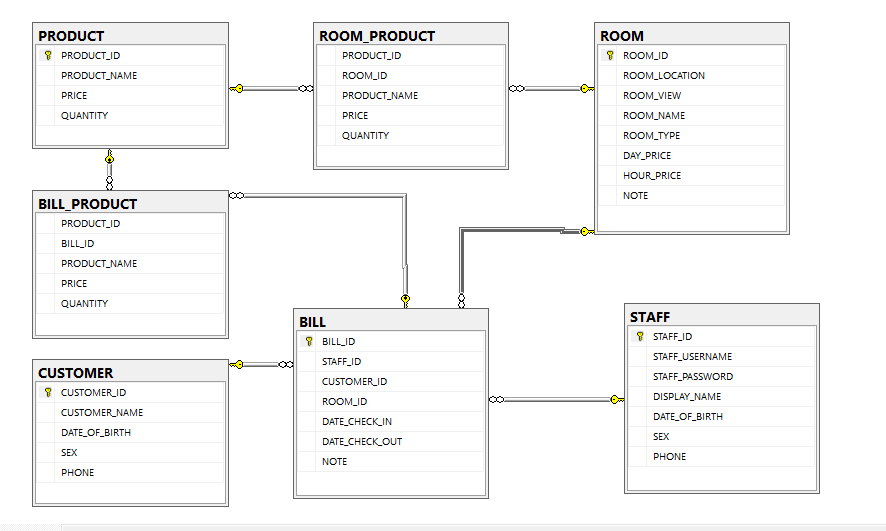 PRODUCT
PRODUCT_ID
PRODUCT_NAME
PRICE
QUANTITY
ROOM_PRODUCT
PRODUCT_ID
ROOM_ID
PRODUCT_NAME
PRICE
QUANTITY
ROOM
ROOM_ID
ROOM_LOCATION
ROOM_VIEW
ROOM_NAME
ROOM_TYPE
DAY_PRICE
HOUR_PRICE
NOTE
BILL_PRODUCT
PRODUCT_ID
BILL_ID
PRODUCT_NAME
PRICE
QUANTITY
BILL
BILL_ID
STAFF_ID
CUSTOMER_ID
ROOM_ID
DATE_CHECK_IN
DATE_CHECK_OUT
NOTE
STAFF
STAFF_ID
STAFF_USERNAME
STAFF_PASSWORD
DISPLAY_NAME
DATE_OF_BIRTH
SEX
PHONE
CUSTOMER
CUSTOMER_ID
CUSTOMER_NAME
DATE_OF_BIRTH
SEX
PHONE